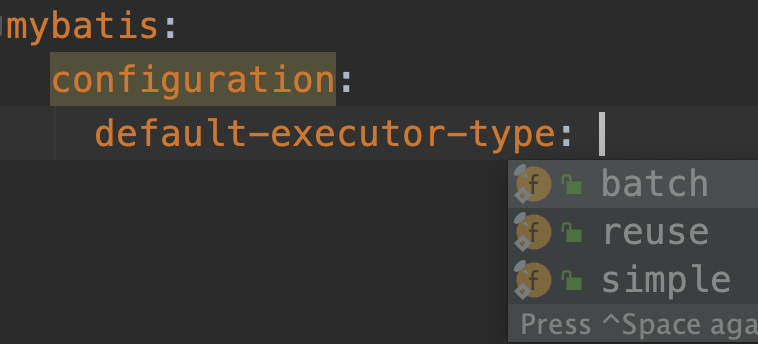 mybatis:
configuration:
default-executor-type:
f batch
f reuse
f simple
Press ^Space aga